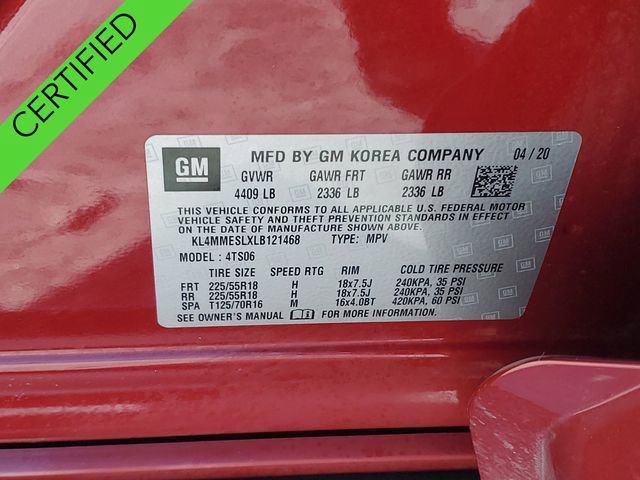 CERTIFIED
GM MFD BY GM KOREA COMPANY 04/20
GVWR GAWR FRT GAWR RR
4409 LB 2336 LB 2336 LB
THIS VEHICLE CONFORMS TO ALL APPLICABLE U.S. FEDERAL MOTOR
VEHICLE SAFETY AND THEFT PREVENTION STANDARDS IN EFFECT
ON THE DATE OF MANUFACTURE SHOWN ABOVE.
KL4MMESLXLB121468 TYPE: MPV
MODEL: 4TS06
TIRE SIZE SPEED RTG RIM COLD TIRE PRESSURE
FRT 225/55R18 H 18x7.5J 240KPA, 35 PSI
RR 225/55R18 H 18x7.5J 240KPA, 35 PSI
SPA T125/70R16 M 16x4.0BT 420KPA, 60 PSI
SEE OWNER'S MANUAL FOR MORE INFORMATION.